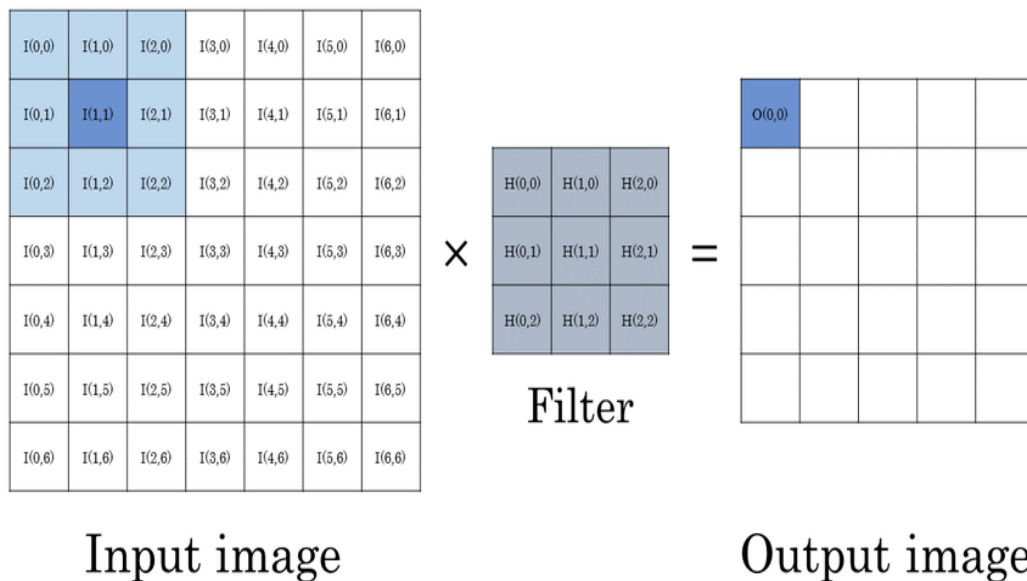 I(0,0) I(1,0) I(2,0) I(3,0) I(4,0) I(5,0) I(6,0)
I(0,1) I(1,1) I(2,1) I(3,1) I(4,1) I(5,1) I(6,1)
I(0,2) I(1,2) I(2,2) I(3,2) I(4,2) I(5,2) I(6,2)
I(0,3) I(1,3) I(2,3) I(3,3) I(4,3) I(5,3) I(6,3)
I(0,4) I(1,4) I(2,4) I(3,4) I(4,4) I(5,4) I(6,4)
I(0,5) I(1,5) I(2,5) I(3,5) I(4,5) I(5,5) I(6,5)
I(0,6) I(1,6) I(2,6) I(3,6) I(4,6) I(5,6) I(6,6)
Input image
×
H(0,0) H(1,0) H(2,0)
H(0,1) H(1,1) H(2,1)
H(0,2) H(1,2) H(2,2)
Filter
=
O(0,0)
Output image